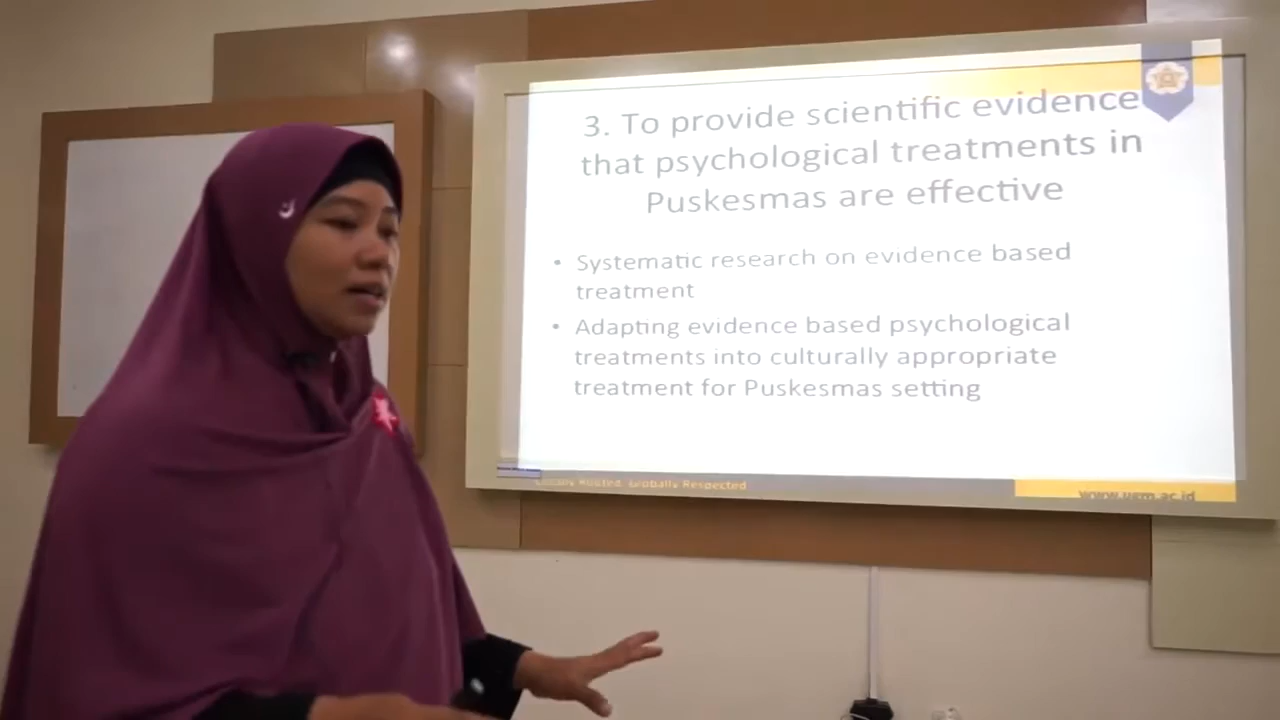 3. To provide scientific evidence
that psychological treatments in
Puskesmas are effective
• Systematic research on evidence based
treatment
• Adapting evidence based psychological
treatments into culturally appropriate
treatment for Puskesmas setting
Locally Rooted, Globally Respected
www.ugm.ac.id